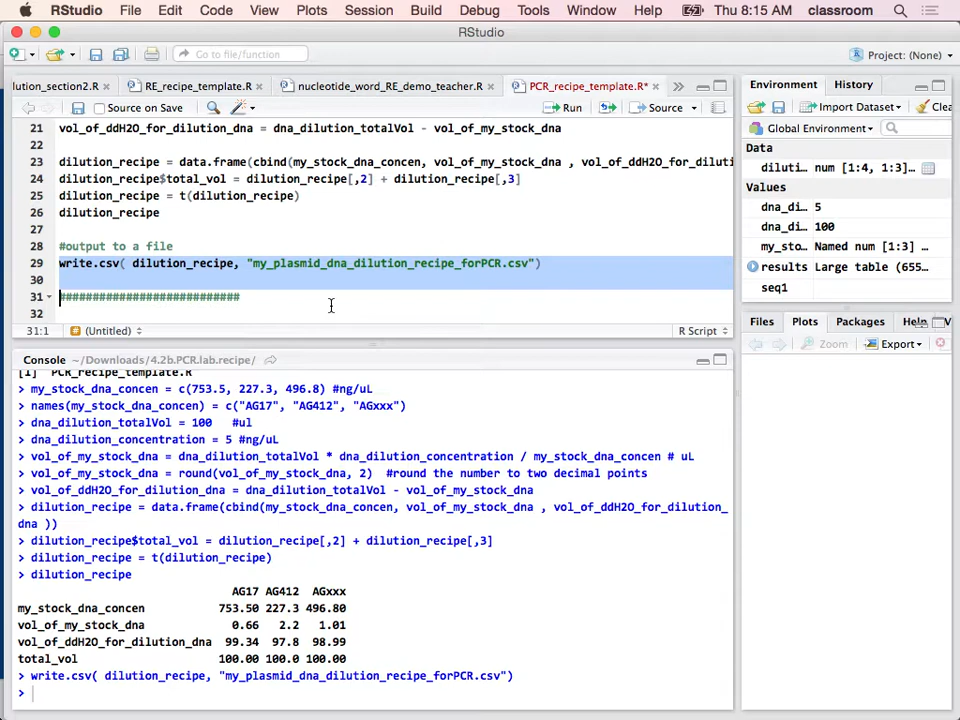 RStudio File Edit Code View Plots Session Build Debug Tools Window Help Thu 8:15 AM classroom
RStudio
Go to file/function Project: (None)
lution_section2.R RE_recipe_template.R nucleotide_word_RE_demo_teacher.R PCR_recipe_template.R*
Source on Save Run Source
21 vol_of_ddH2O_for_dilution_dna = dna_dilution_totalVol - vol_of_my_stock_dna
22
23 dilution_recipe = data.frame(cbind(my_stock_dna_concen, vol_of_my_stock_dna , vol_of_ddH2O_for_diluti
24 dilution_recipe$total_vol = dilution_recipe[,2] + dilution_recipe[,3]
25 dilution_recipe = t(dilution_recipe)
26 dilution_recipe
27
28 #output to a file
29 write.csv( dilution_recipe, "my_plasmid_dna_dilution_recipe_forPCR.csv")
30
31 ###########################
32
31:1 (Untitled) R Script
Console ~/Downloads/4.2b.PCR.lab.recipe/
[1] "PCR_recipe_template.R"
> my_stock_dna_concen = c(753.5, 227.3, 496.8) #ng/uL
> names(my_stock_dna_concen) = c("AG17", "AG412", "AGxxx")
> dna_dilution_totalVol = 100 #ul
> dna_dilution_concentration = 5 #ng/uL
> vol_of_my_stock_dna = dna_dilution_totalVol * dna_dilution_concentration / my_stock_dna_concen # uL
> vol_of_my_stock_dna = round(vol_of_my_stock_dna, 2) #round the number to two decimal points
> vol_of_ddH2O_for_dilution_dna = dna_dilution_totalVol - vol_of_my_stock_dna
> dilution_recipe = data.frame(cbind(my_stock_dna_concen, vol_of_my_stock_dna , vol_of_ddH2O_for_dilution_
dna ))
> dilution_recipe$total_vol = dilution_recipe[,2] + dilution_recipe[,3]
> dilution_recipe = t(dilution_recipe)
> dilution_recipe
AG17 AG412 AGxxx
my_stock_dna_concen 753.50 227.3 496.80
vol_of_my_stock_dna 0.66 2.2 1.01
vol_of_ddH2O_for_dilution_dna 99.34 97.8 98.99
total_vol 100.00 100.0 100.00
> write.csv( dilution_recipe, "my_plasmid_dna_dilution_recipe_forPCR.csv")
>
Environment History
Import Dataset Clea
Global Environment
Data
diluti… num [1:4, 1:3]…
Values
dna_di… 5
dna_di… 100
my_sto… Named num [1:3] …
results Large table (655…
seq1
Files Plots Packages Help V
Zoom Export